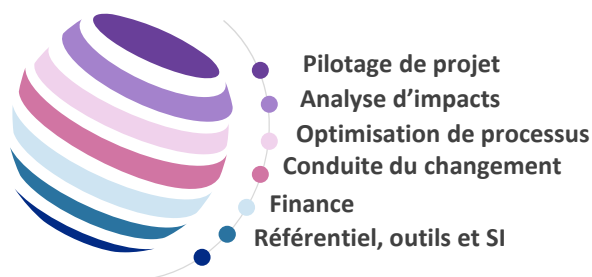 Pilotage de projet
Analyse d’impacts
Optimisation de processus
Conduite du changement
Finance
Référentiel, outils et SI